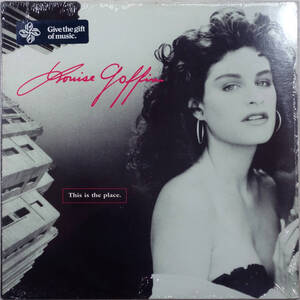 Give the gift
of music.
Louise Goffin
This is the place.